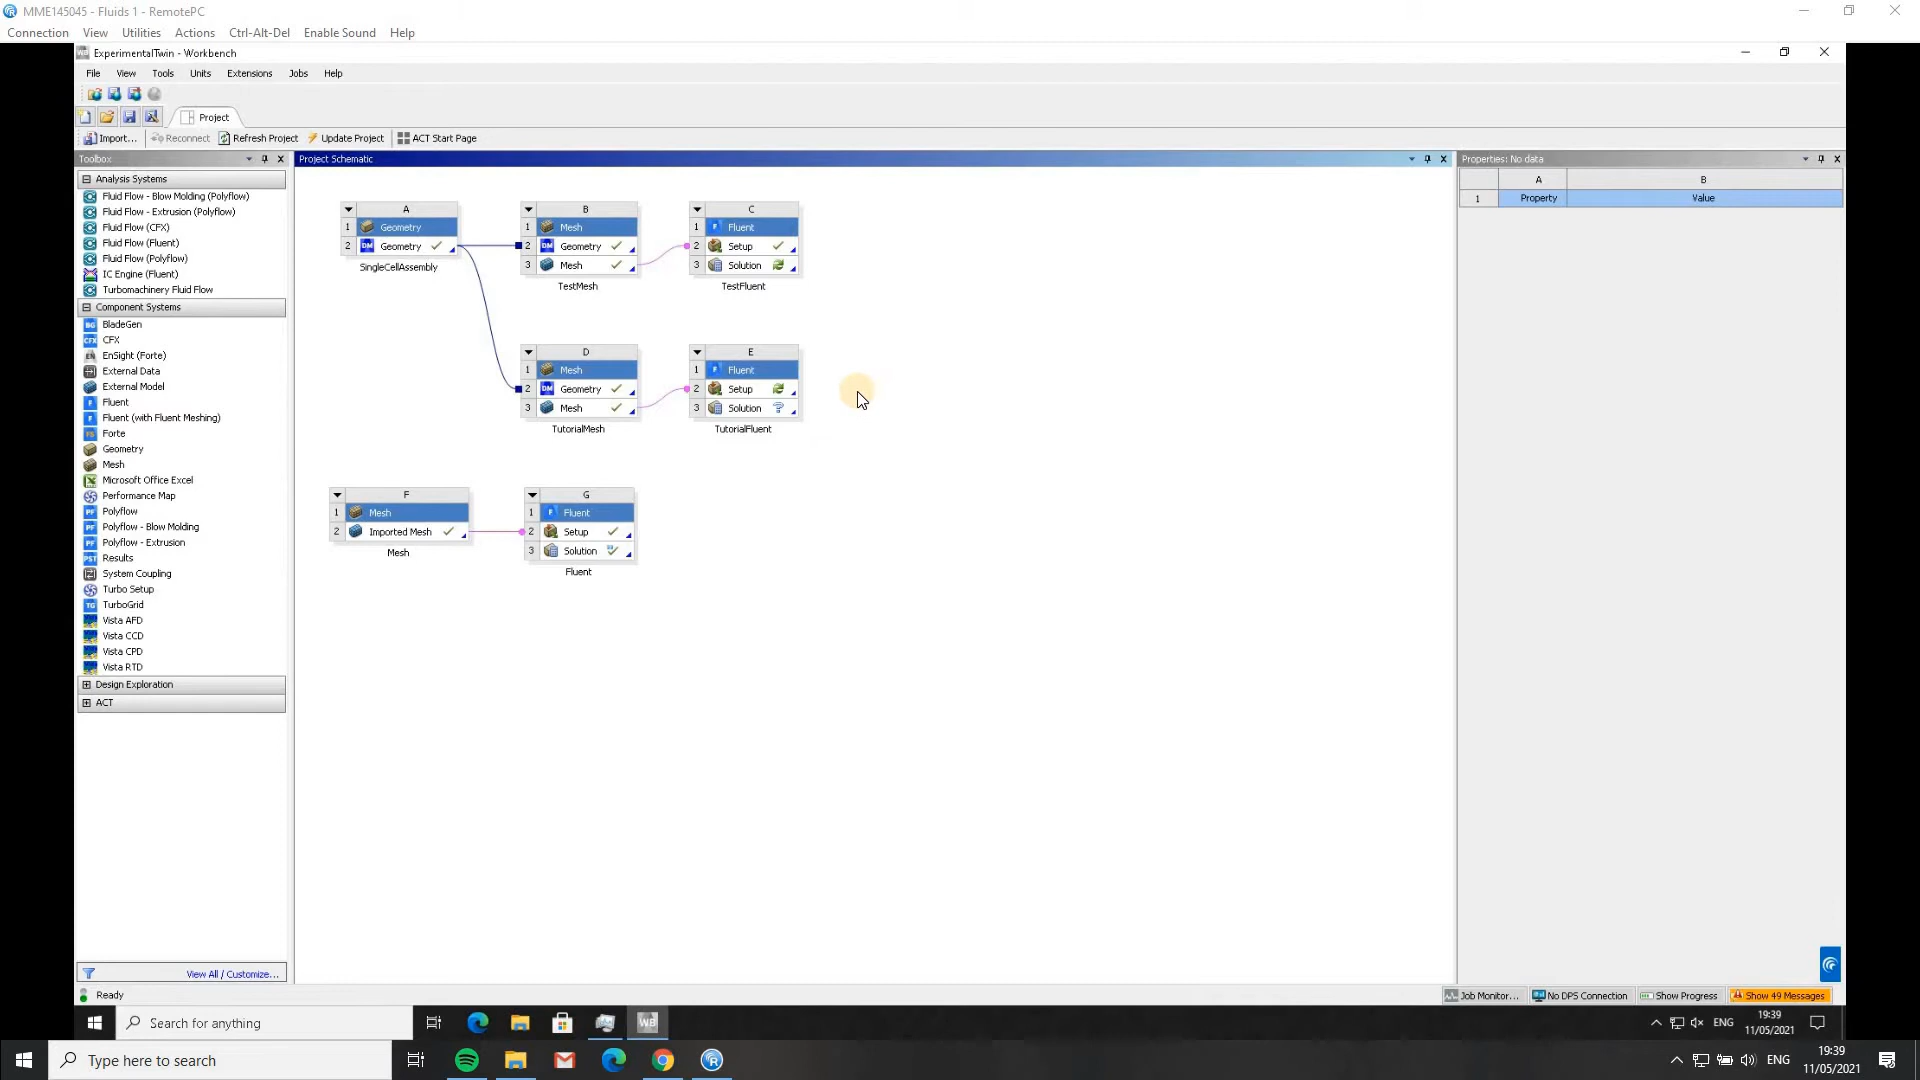 MME145045 - Fluids 1 - RemotePC
Connection View Utilities Actions Ctrl-Alt-Del Enable Sound Help
ExperimentalTwin - Workbench
File View Tools Units Extensions Jobs Help
Project
Import... Reconnect Refresh Project Update Project ACT Start Page
Toolbox
Analysis Systems
Fluid Flow - Blow Molding (Polyflow)
Fluid Flow - Extrusion (Polyflow)
Fluid Flow (CFX)
Fluid Flow (Fluent)
Fluid Flow (Polyflow)
IC Engine (Fluent)
Turbomachinery Fluid Flow
Component Systems
BladeGen
CFX
EnSight (Forte)
External Data
External Model
Fluent
Fluent (with Fluent Meshing)
Forte
Geometry
Mesh
Microsoft Office Excel
Performance Map
Polyflow
Polyflow - Blow Molding
Polyflow - Extrusion
Results
System Coupling
Turbo Setup
TurboGrid
Vista AFD
Vista CCD
Vista CPD
Vista RTD
Design Exploration
ACT
View All / Customize...
Project Schematic
A
1 Geometry
2 DM Geometry
SingleCellAssembly
B
1 Mesh
2 DM Geometry
3 Mesh
TestMesh
C
1 Fluent
2 Setup
3 Solution
TestFluent
D
1 Mesh
2 DM Geometry
3 Mesh
TutorialMesh
E
1 Fluent
2 Setup
3 Solution
TutorialFluent
F
1 Mesh
2 Imported Mesh
Mesh
G
1 Fluent
2 Setup
3 Solution
Fluent
Properties: No data
A B
1 Property Value
Ready
Job Monitor... No DPS Connection Show Progress Show 49 Messages
Search for anything
WB
ENG
19:39
11/05/2021
Type here to search
ENG
19:39
11/05/2021